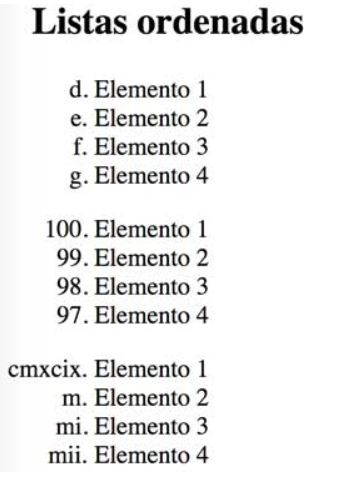 Listas ordenadas
d. Elemento 1
e. Elemento 2
f. Elemento 3
g. Elemento 4
100. Elemento 1
99. Elemento 2
98. Elemento 3
97. Elemento 4
cmxcix. Elemento 1
m. Elemento 2
mi. Elemento 3
mii. Elemento 4